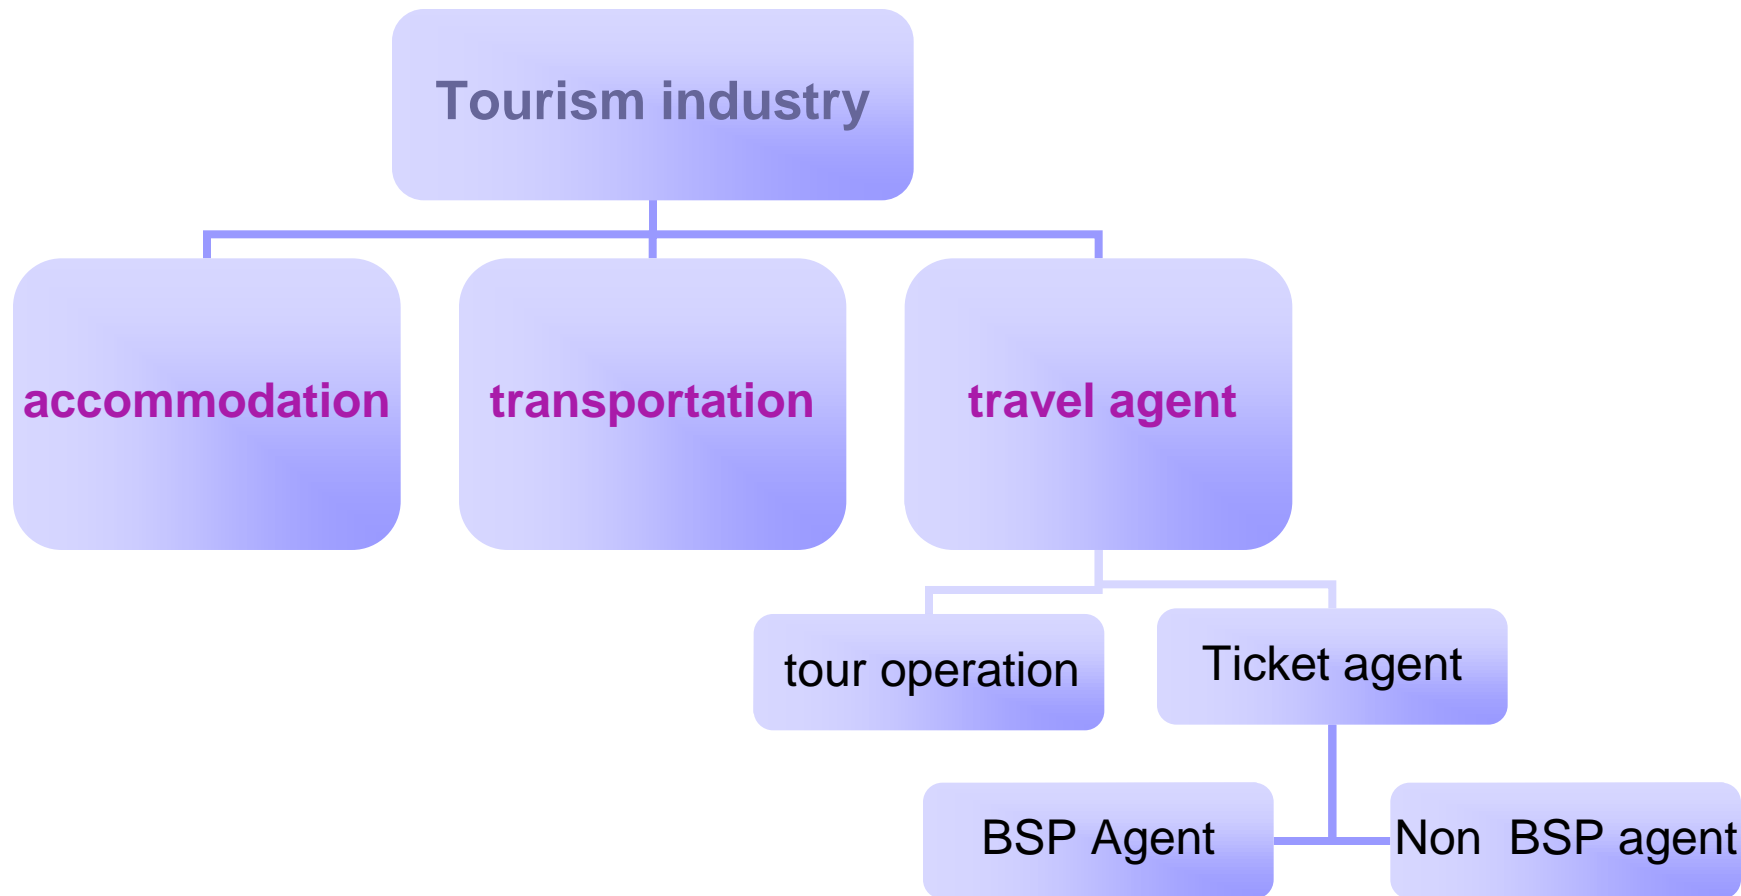 Tourism industry
accommodation
transportation
travel agent
tour operation
Ticket agent
BSP Agent
Non  BSP agent